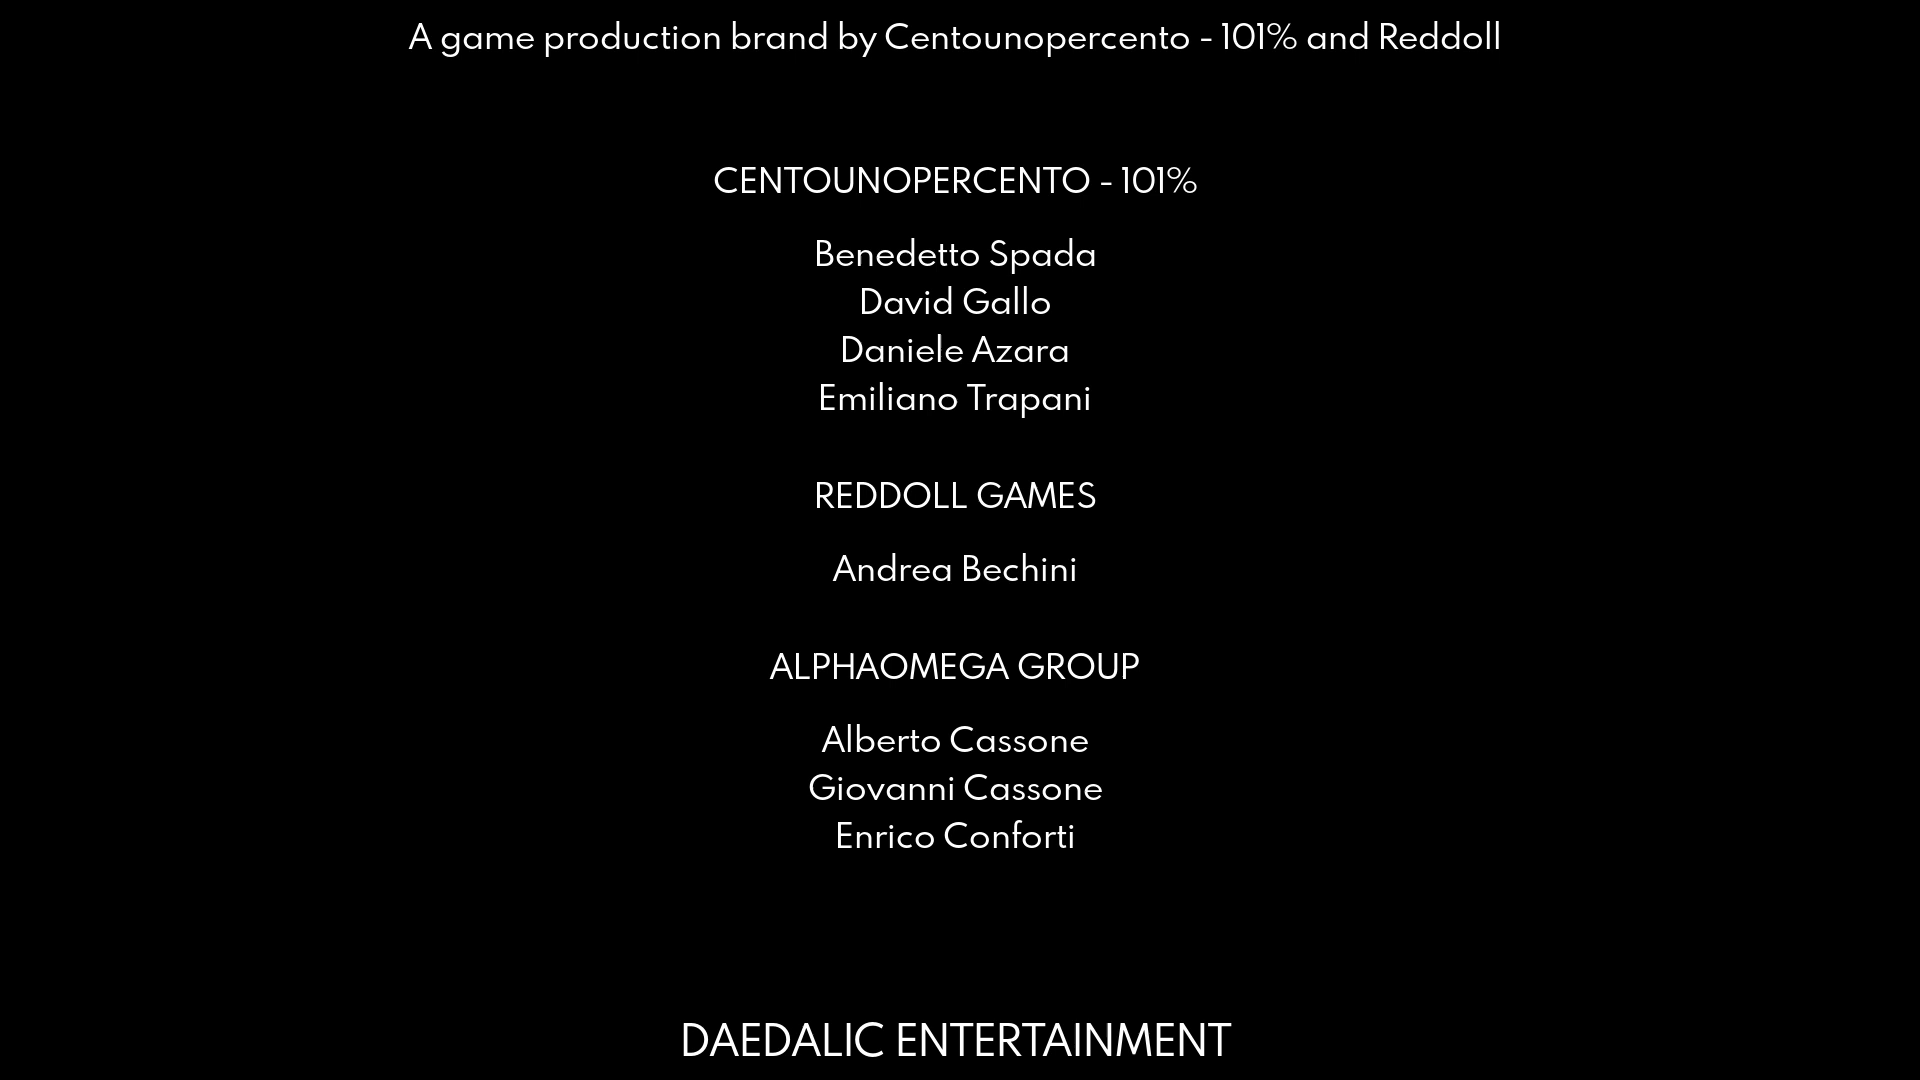 A game production brand by Centounopercento - 101% and Reddoll
CENTOUNOPERCENTO - 101%
Benedetto Spada
David Gallo
Daniele Azara
Emiliano Trapani
REDDOLL GAMES
Andrea Bechini
ALPHAOMEGA GROUP
Alberto Cassone
Giovanni Cassone
Enrico Conforti
DAEDALIC ENTERTAINMENT